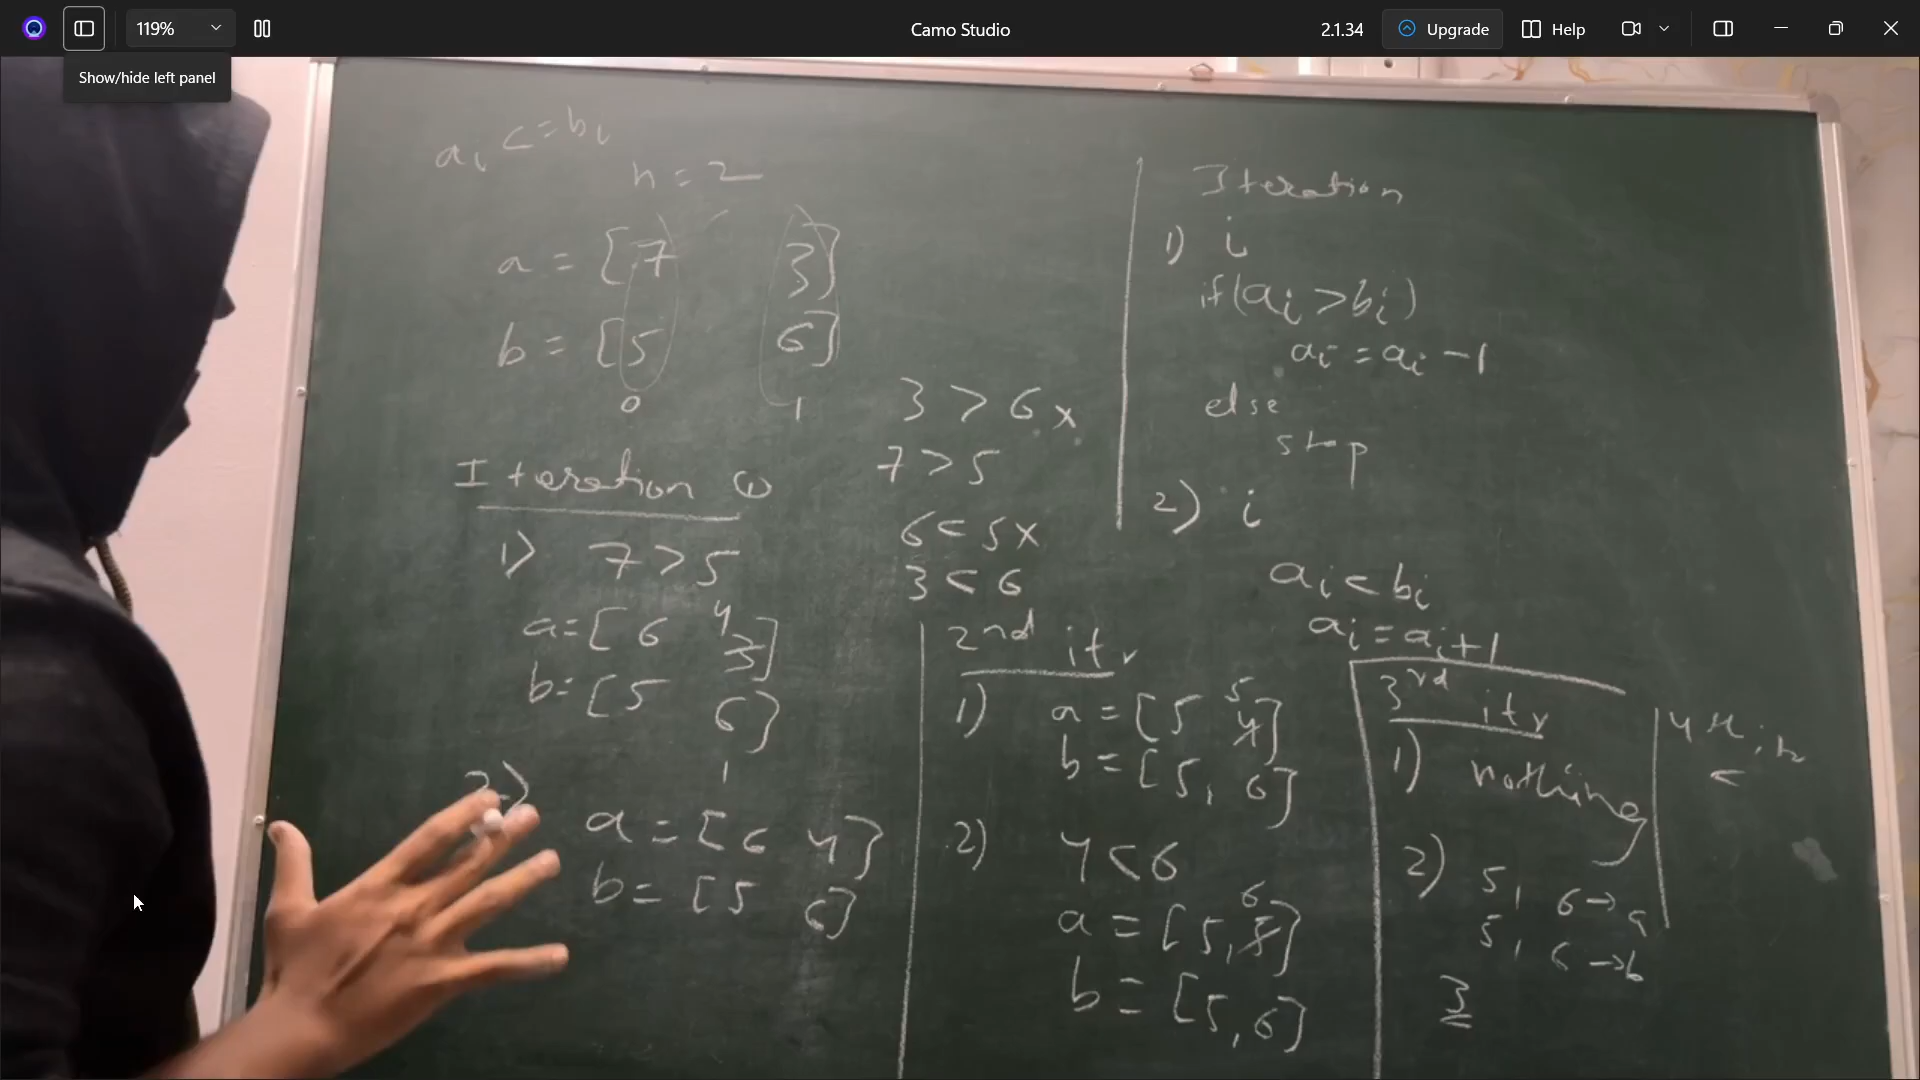 119%
Camo Studio
2.1.34
Upgrade
Help
Show/hide left panel
ai <= bi
n = 2
a = [7 3]
b = [5 6]
0 1
3 > 6 x
7 > 5
6 < 5 x
3 < 6
Iteration 1
1) 7 > 5
a = [6 4 3]
b = [5 6]
1
2)
a = [6 4]
b = [5 6]
2nd itr
1) a = [5 5 4]
b = [5, 6]
2) 4 < 6
a = [5, 6 5]
b = [5, 6]
Iteration
1) i
if (ai > bi)
ai = ai - 1
else
stop
2) i
ai < bi
ai = ai + 1
3rd itr
1) nothing
2) 5, 6 → a
5, 6 → b
3